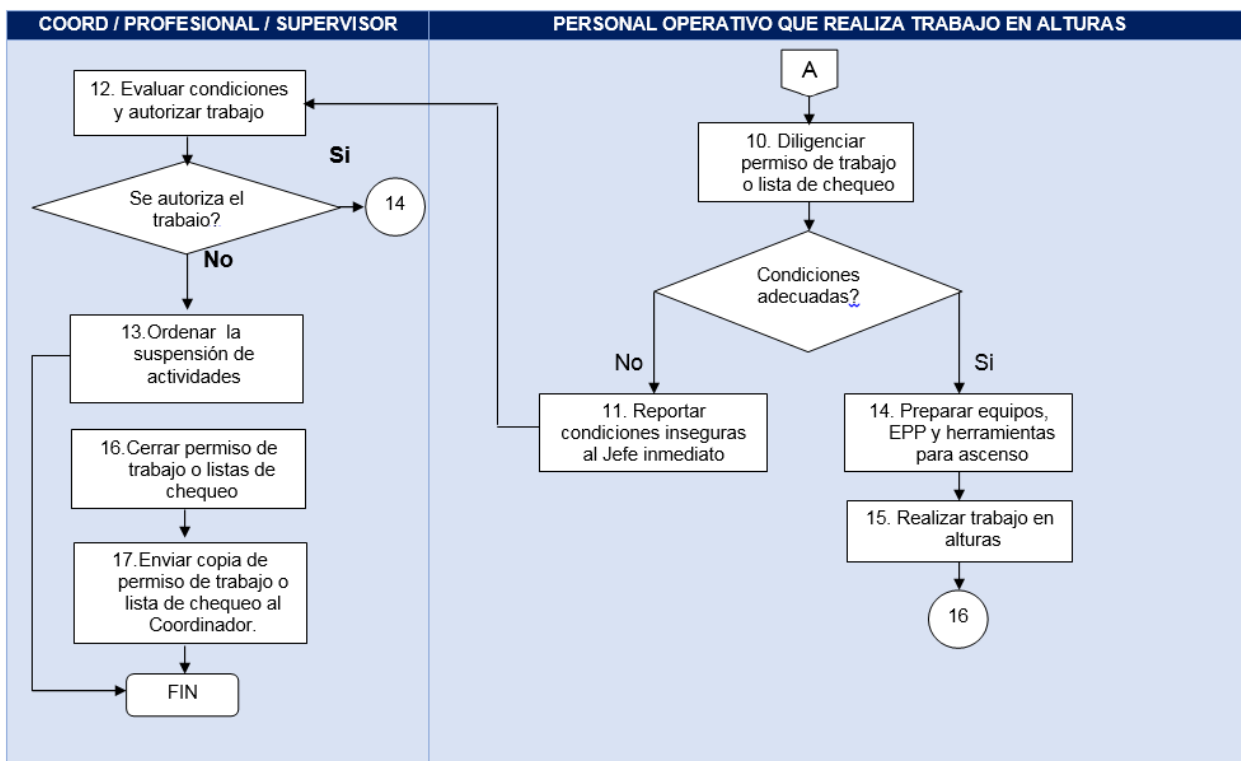 COORD / PROFESIONAL / SUPERVISOR
12. Evaluar condiciones
y autorizar trabajo
Si
Se autoriza el
trabaio?
14
No
13.Ordenar la
suspensión de
actividades
16.Cerrar permiso de
trabajo o listas de
chequeo
17.Enviar copia de
permiso de trabajo o
lista de chequeo al
Coordinador.
FIN
PERSONAL OPERATIVO QUE REALIZA TRABAJO EN ALTURAS
A
10. Diligenciar
permiso de trabajo
o lista de chequeo
Condiciones
adecuadas?
No
Si
11. Reportar
condiciones inseguras
al Jefe inmediato
14. Preparar equipos,
EPP y herramientas
para ascenso
15. Realizar trabajo en
alturas
16